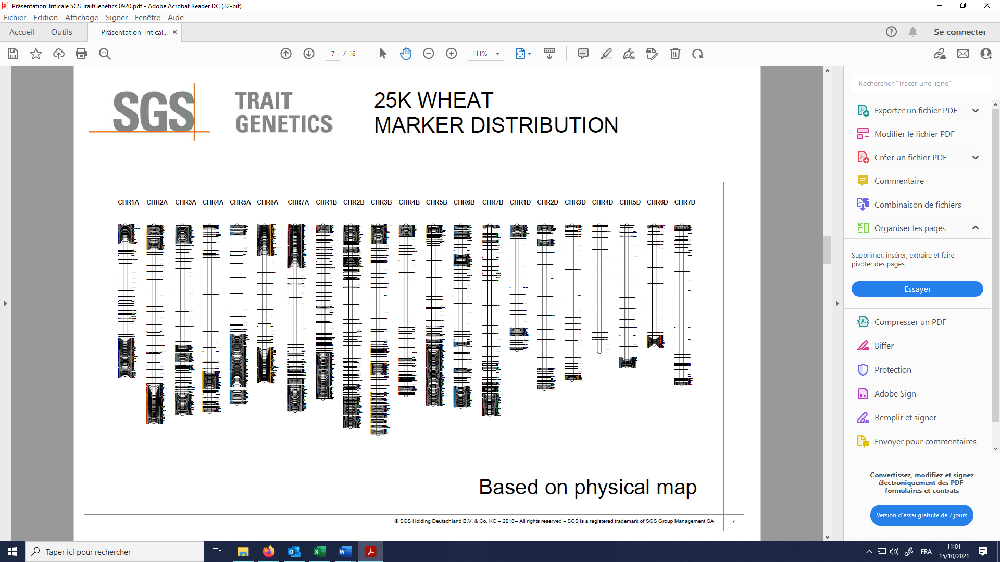 Präsentation Triticale SGS TraitGenetics 0920.pdf - Adobe Acrobat Reader DC (32-bit)
Fichier Edition Affichage Signer Fenêtre Aide
Accueil Outils Präsentation Tritical... × Se connecter
7 / 16 111%
SGS TRAIT GENETICS
25K WHEAT
MARKER DISTRIBUTION
CHR1A CHR2A CHR3A CHR4A CHR5A CHR6A CHR7A CHR1B CHR2B CHR3B CHR4B CHR5B CHR6B CHR7B CHR1D CHR2D CHR3D CHR4D CHR5D CHR6D CHR7D
Based on physical map
© SGS Holding Deutschland B.V. & Co. KG – 2018– All rights reserved – SGS is a registered trademark of SGS Group Management SA 7
Rechercher "Tracer une ligne"
Exporter un fichier PDF
Modifier le fichier PDF
Créer un fichier PDF
Commentaire
Combinaison de fichiers
Organiser les pages
Supprimer, insérer, extraire et faire
pivoter des pages
Essayer
Compresser un PDF
Biffer
Protection
Adobe Sign
Remplir et signer
Envoyer pour commentaires
Convertissez, modifiez et signez
électroniquement des PDF
formulaires et contrats
Version d'essai gratuite de 7 jours
Taper ici pour rechercher
FRA
11:01
15/10/2021